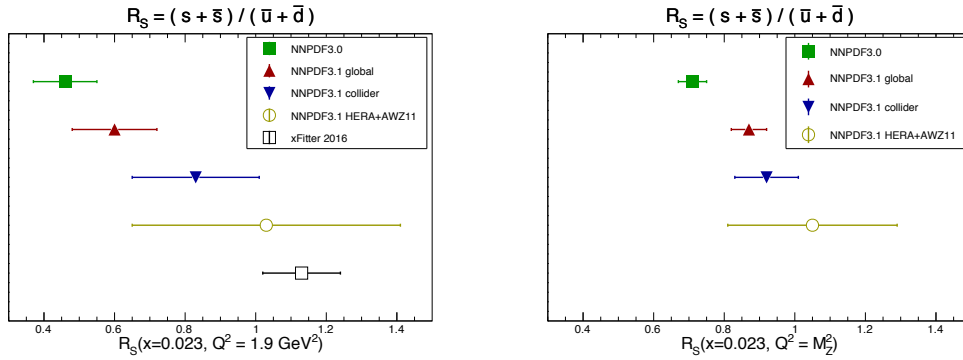 R_S = ( s + s̅ ) / ( u̅ + d̅ )
NNPDF3.0
NNPDF3.1 global
NNPDF3.1 collider
NNPDF3.1 HERA+AWZ11
xFitter 2016
0.4 0.6 0.8 1 1.2 1.4
R_S(x=0.023, Q² = 1.9 GeV²)
R_S = ( s + s̅ ) / ( u̅ + d̅ )
NNPDF3.0
NNPDF3.1 global
NNPDF3.1 collider
NNPDF3.1 HERA+AWZ11
0.4 0.6 0.8 1 1.2 1.4
R_S(x=0.023, Q² = M_Z²)